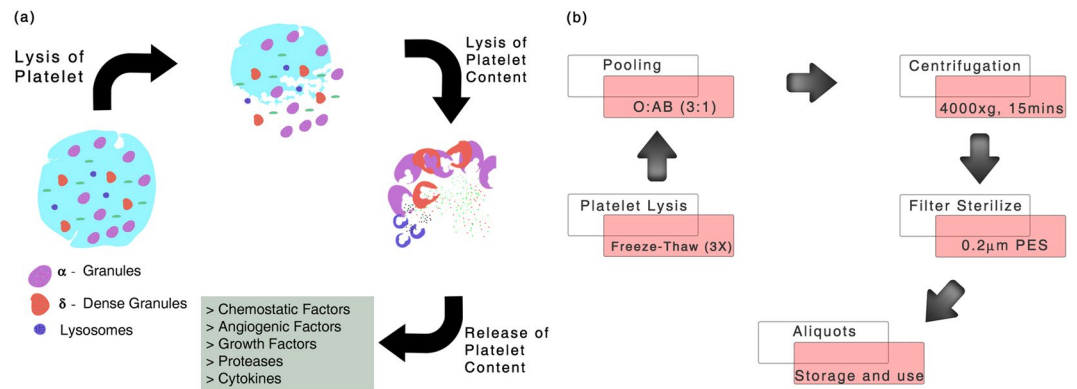 (a)
Lysis of
Platelet
Lysis of
Platelet
Content
α - Granules
δ - Dense Granules
Lysosomes
> Chemostatic Factors
> Angiogenic Factors
> Growth Factors
> Proteases
> Cytokines
Release of
Platelet
Content
(b)
Pooling
O:AB (3:1)
Centrifugation
4000xg, 15mins
Platelet Lysis
Freeze-Thaw (3X)
Filter Sterilize
0.2μm PES
Aliquots
Storage and use